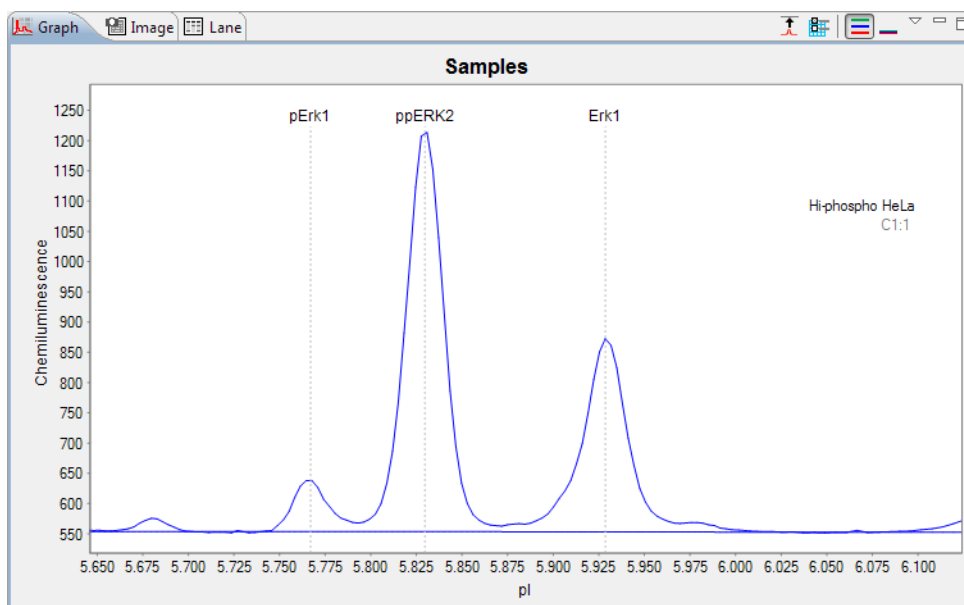 Graph Image Lane
Samples
pErk1 ppERK2 Erk1
Hi-phospho HeLa
C1:1
Chemiluminescence
1250
1200
1150
1100
1050
1000
950
900
850
800
750
700
650
600
550
5.650 5.675 5.700 5.725 5.750 5.775 5.800 5.825 5.850 5.875 5.900 5.925 5.950 5.975 6.000 6.025 6.050 6.075 6.100
pI